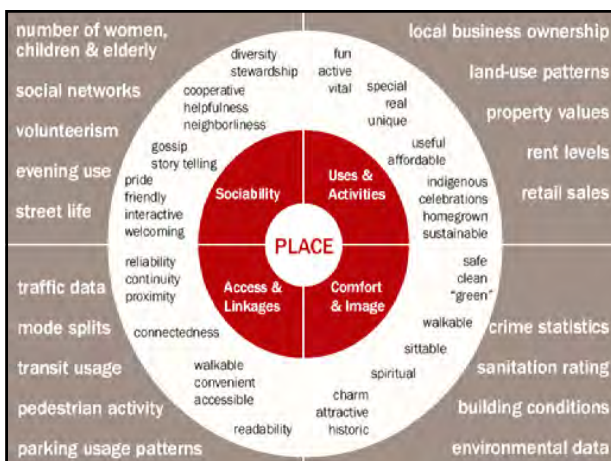 number of women,
children & elderly
social networks
volunteerism
evening use
street life
diversity
stewardship
cooperative
helpfulness
neighborliness
gossip
story telling
pride
friendly
interactive
welcoming
Sociability
fun
active
vital
special
real
unique
useful
affordable
indigenous
celebrations
homegrown
sustainable
Uses &
Activities
local business ownership
land-use patterns
property values
rent levels
retail sales
PLACE
traffic data
mode splits
transit usage
pedestrian activity
parking usage patterns
reliability
continuity
proximity
connectedness
walkable
convenient
accessible
readability
Access &
Linkages
Comfort
& Image
safe
clean
"green"
walkable
sittable
spiritual
charm
attractive
historic
crime statistics
sanitation rating
building conditions
environmental data